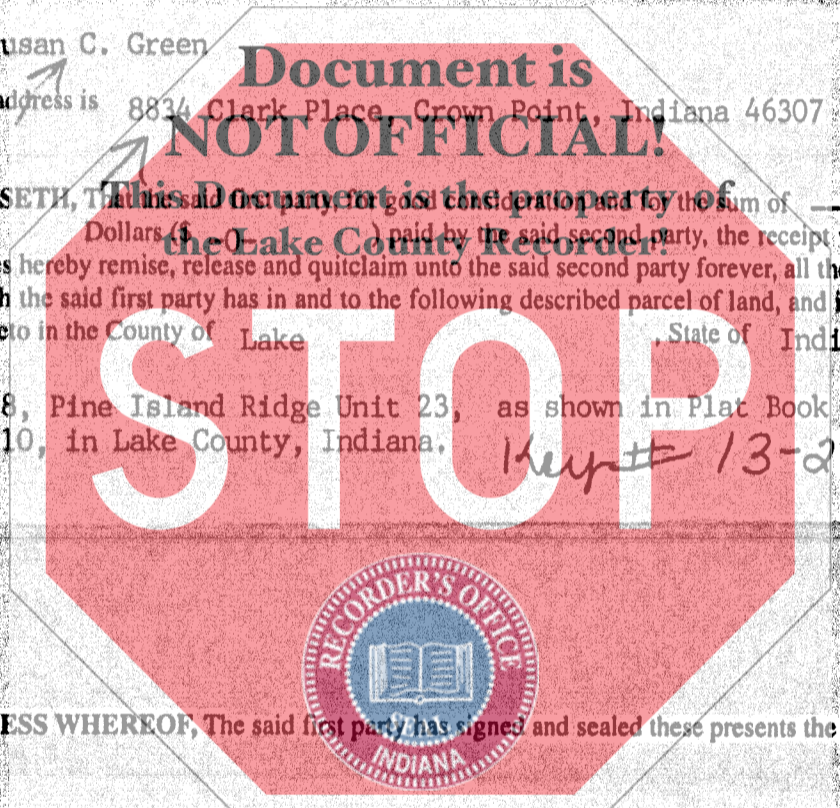 usan C. Green
Document is
address is 8834 Clark Place, Crown Point, Indiana 46307
NOT OFFICIAL!
SETH, That the said first party, for good consideration and for the sum of
This Document is the property of
Dollars ($ -0- ) paid by the said second party, the receipt
the Lake County Recorder!
s hereby remise, release and quitclaim unto the said second party forever, all the
h the said first party has in and to the following described parcel of land, and
eto in the County of Lake , State of Indi
STOP
8, Pine Island Ridge Unit 23, as shown in Plat Book
10, in Lake County, Indiana. Key# 13-2
RECORDER'S OFFICE
INDIANA
ESS WHEREOF, The said first party has signed and sealed these presents the